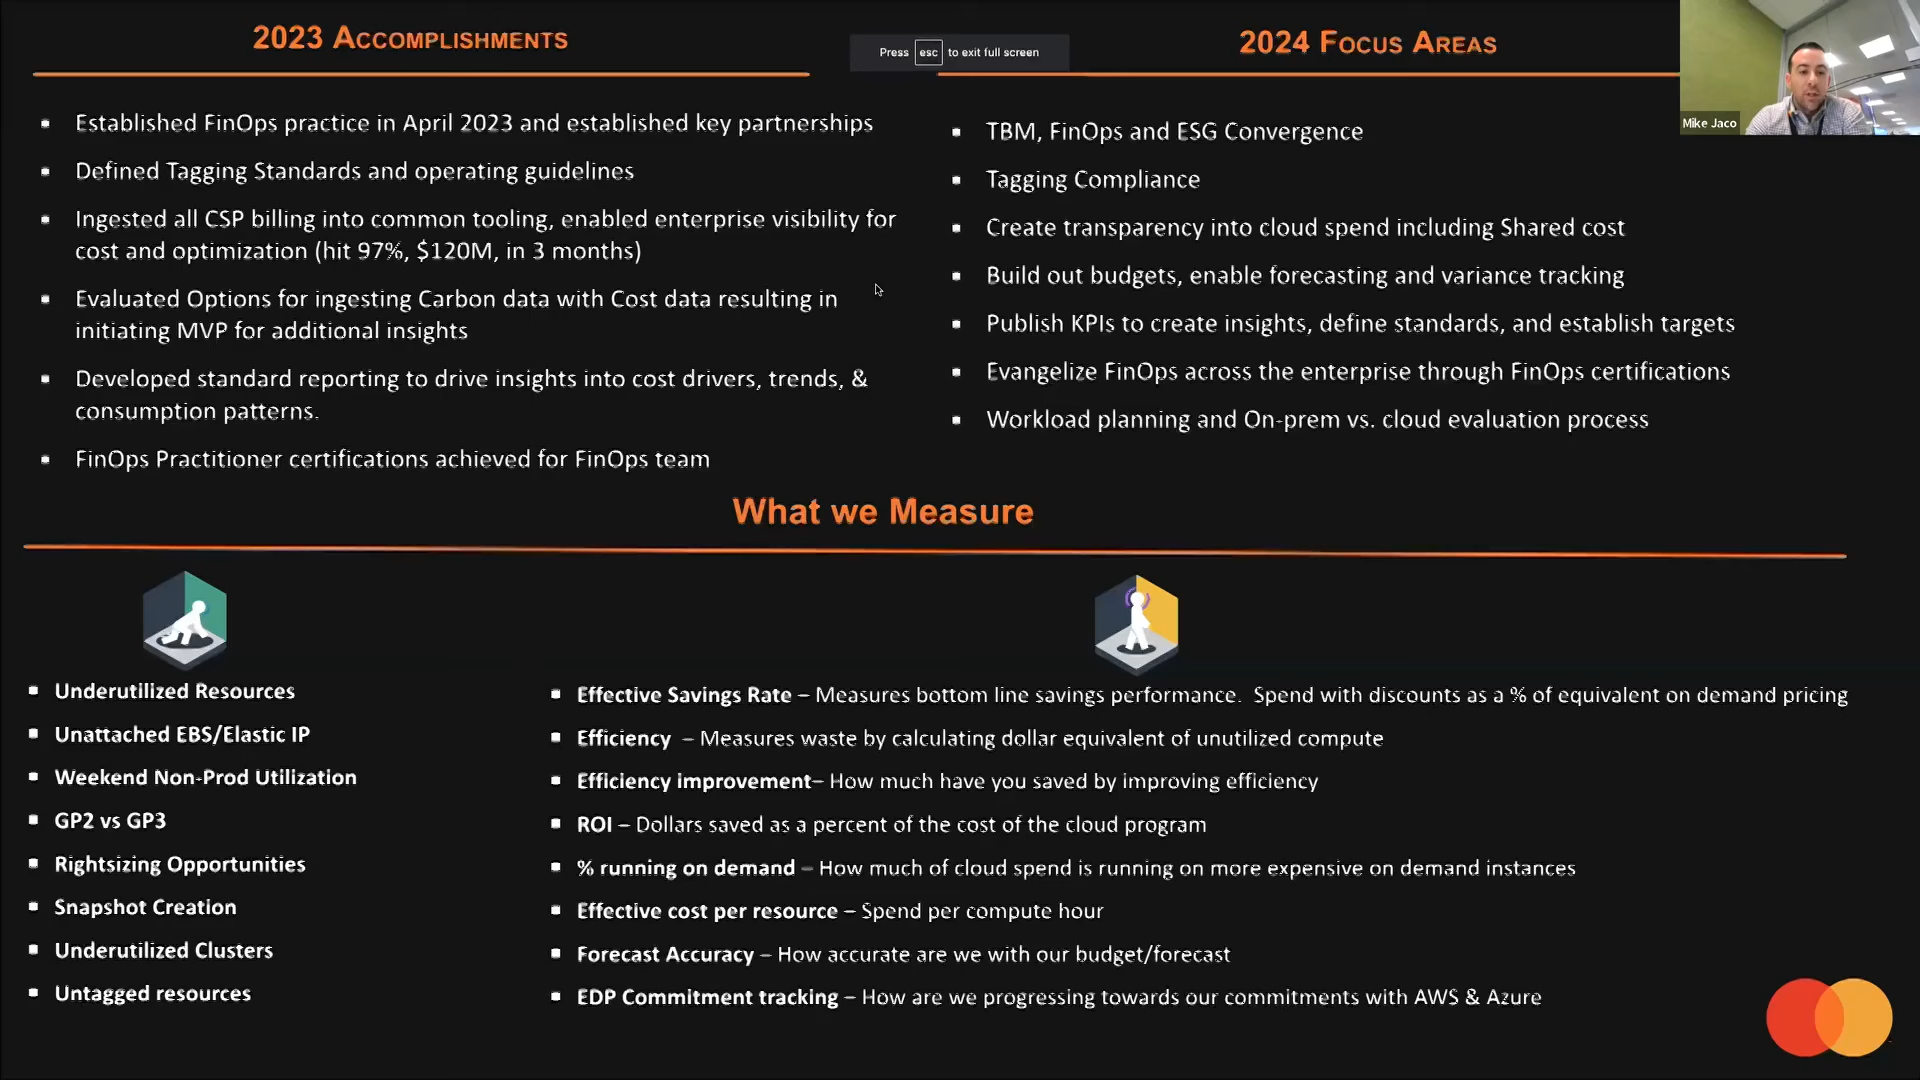 2023 ACCOMPLISHMENTS
Established FinOps practice in April 2023 and established key partnerships
Defined Tagging Standards and operating guidelines
Ingested all CSP billing into common tooling, enabled enterprise visibility for
cost and optimization (hit 97%, $120M, in 3 months)
Evaluated Options for ingesting Carbon data with Cost data resulting in
initiating MVP for additional insights
Developed standard reporting to drive insights into cost drivers, trends, &
consumption patterns.
FinOps Practitioner certifications achieved for FinOps team
Press esc to exit full screen
2024 FOCUS AREAS
TBM, FinOps and ESG Convergence
Tagging Compliance
Create transparency into cloud spend including Shared cost
Build out budgets, enable forecasting and variance tracking
Publish KPIs to create insights, define standards, and establish targets
Evangelize FinOps across the enterprise through FinOps certifications
Workload planning and On-prem vs. cloud evaluation process
Mike Jaco
What we Measure
Underutilized Resources
Unattached EBS/Elastic IP
Weekend Non-Prod Utilization
GP2 vs GP3
Rightsizing Opportunities
Snapshot Creation
Underutilized Clusters
Untagged resources
Effective Savings Rate – Measures bottom line savings performance. Spend with discounts as a % of equivalent on demand pricing
Efficiency – Measures waste by calculating dollar equivalent of unutilized compute
Efficiency improvement– How much have you saved by improving efficiency
ROI – Dollars saved as a percent of the cost of the cloud program
% running on demand – How much of cloud spend is running on more expensive on demand instances
Effective cost per resource – Spend per compute hour
Forecast Accuracy – How accurate are we with our budget/forecast
EDP Commitment tracking – How are we progressing towards our commitments with AWS & Azure